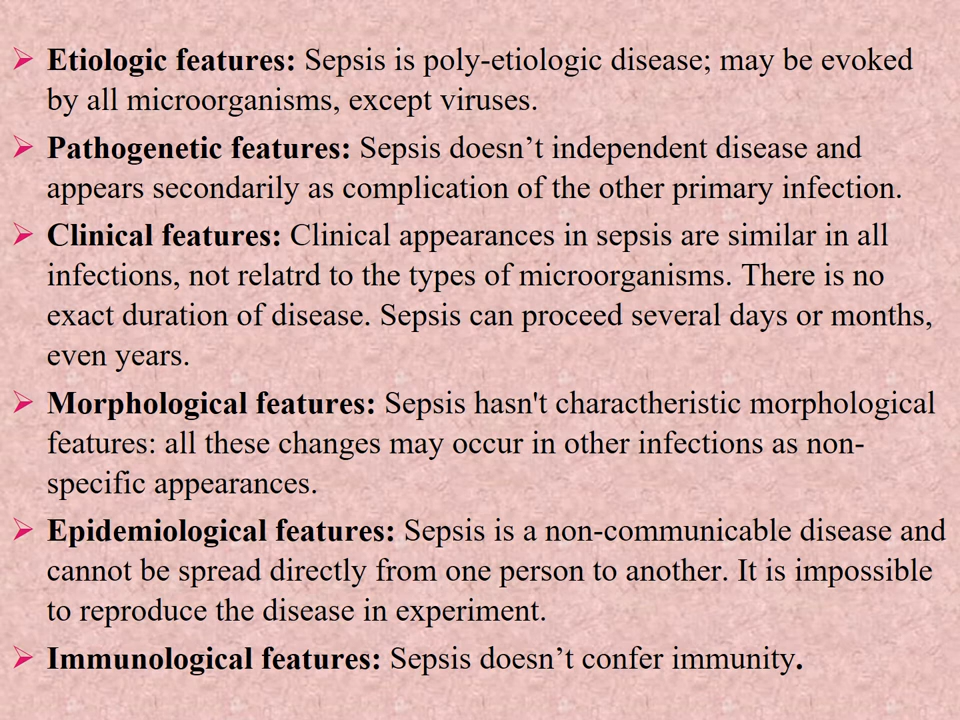 Etiologic features: Sepsis is poly-etiologic disease; may be evoked
by all microorganisms, except viruses.
Pathogenetic features: Sepsis doesn’t independent disease and
appears secondarily as complication of the other primary infection.
Clinical features: Clinical appearances in sepsis are similar in all
infections, not relatrd to the types of microorganisms. There is no
exact duration of disease. Sepsis can proceed several days or months,
even years.
Morphological features: Sepsis hasn't charactheristic morphological
features: all these changes may occur in other infections as non-
specific appearances.
Epidemiological features: Sepsis is a non-communicable disease and
cannot be spread directly from one person to another. It is impossible
to reproduce the disease in experiment.
Immunological features: Sepsis doesn’t confer immunity.